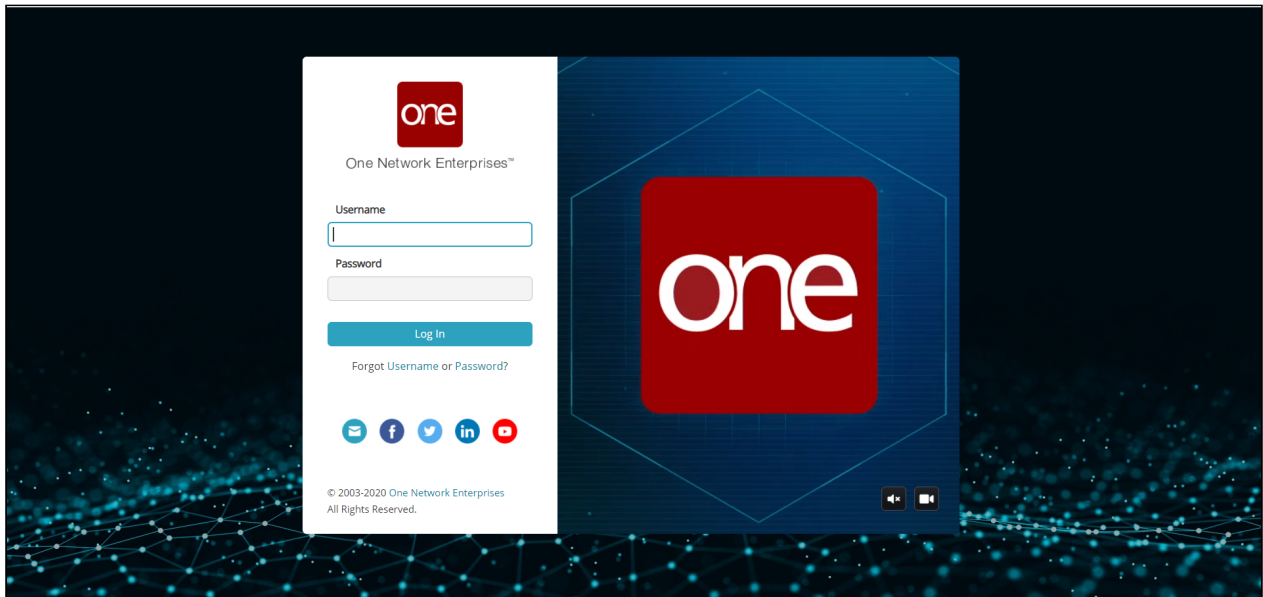 one
One Network Enterprises™
Username
Password
Log In
Forgot Username or Password?
© 2003-2020 One Network Enterprises
All Rights Reserved.
one